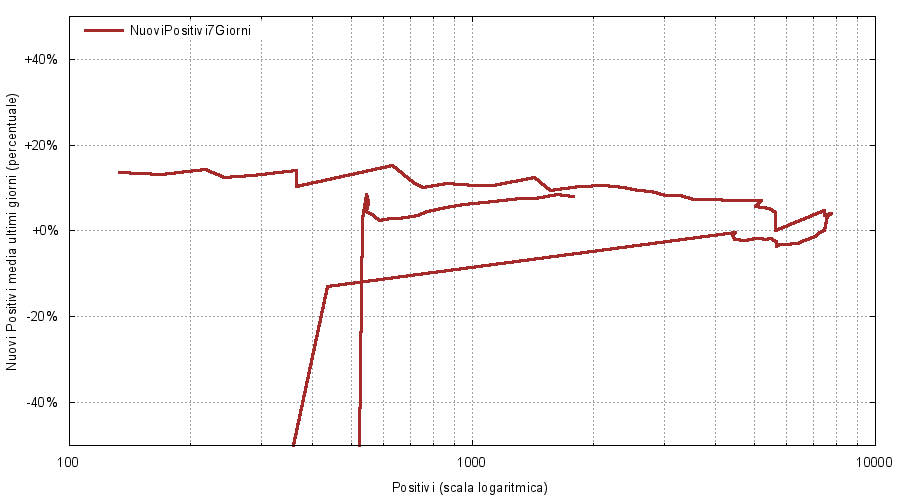 NuoviPositivi7Giorni
+40%
+20%
+0%
-20%
-40%
Nuovi Positivi media ultimi giorni (percentuale)
100
1000
10000
Positivi (scala logaritmica)